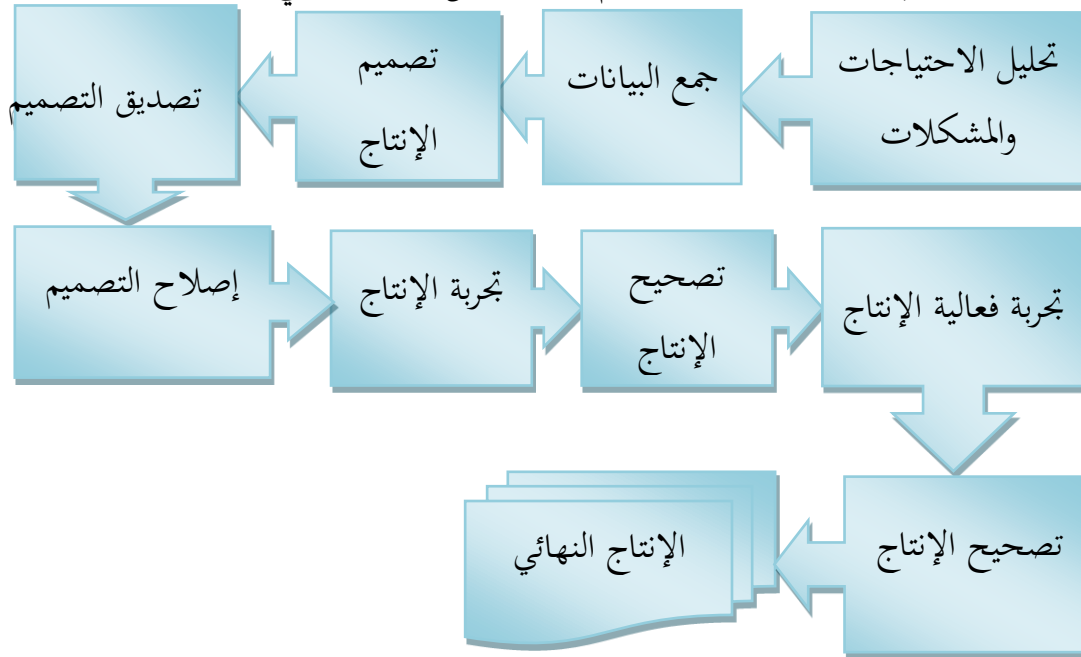 تحليل الاحتياجات
والمشكلات
جمع البيانات
تصميم
الإنتاج
تصديق التصميم
إصلاح التصميم
تجربة الإنتاج
تصحيح
الإنتاج
تجربة فعالية الإنتاج
تصحيح الإنتاج
الإنتاج النهائي